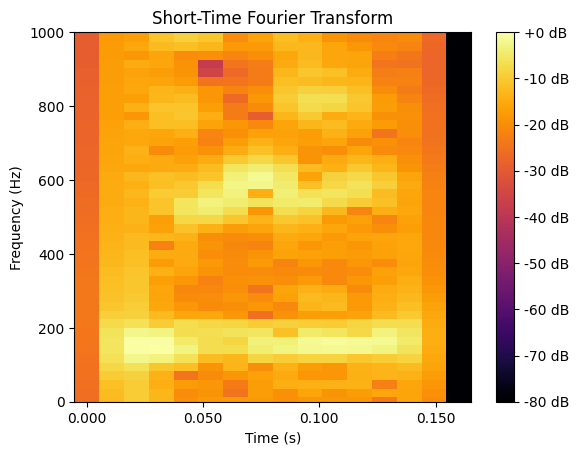 Short-Time Fourier Transform
Frequency (Hz)
1000
800
600
400
200
0
0.000
0.050
0.100
0.150
Time (s)
+0 dB
-10 dB
-20 dB
-30 dB
-40 dB
-50 dB
-60 dB
-70 dB
-80 dB